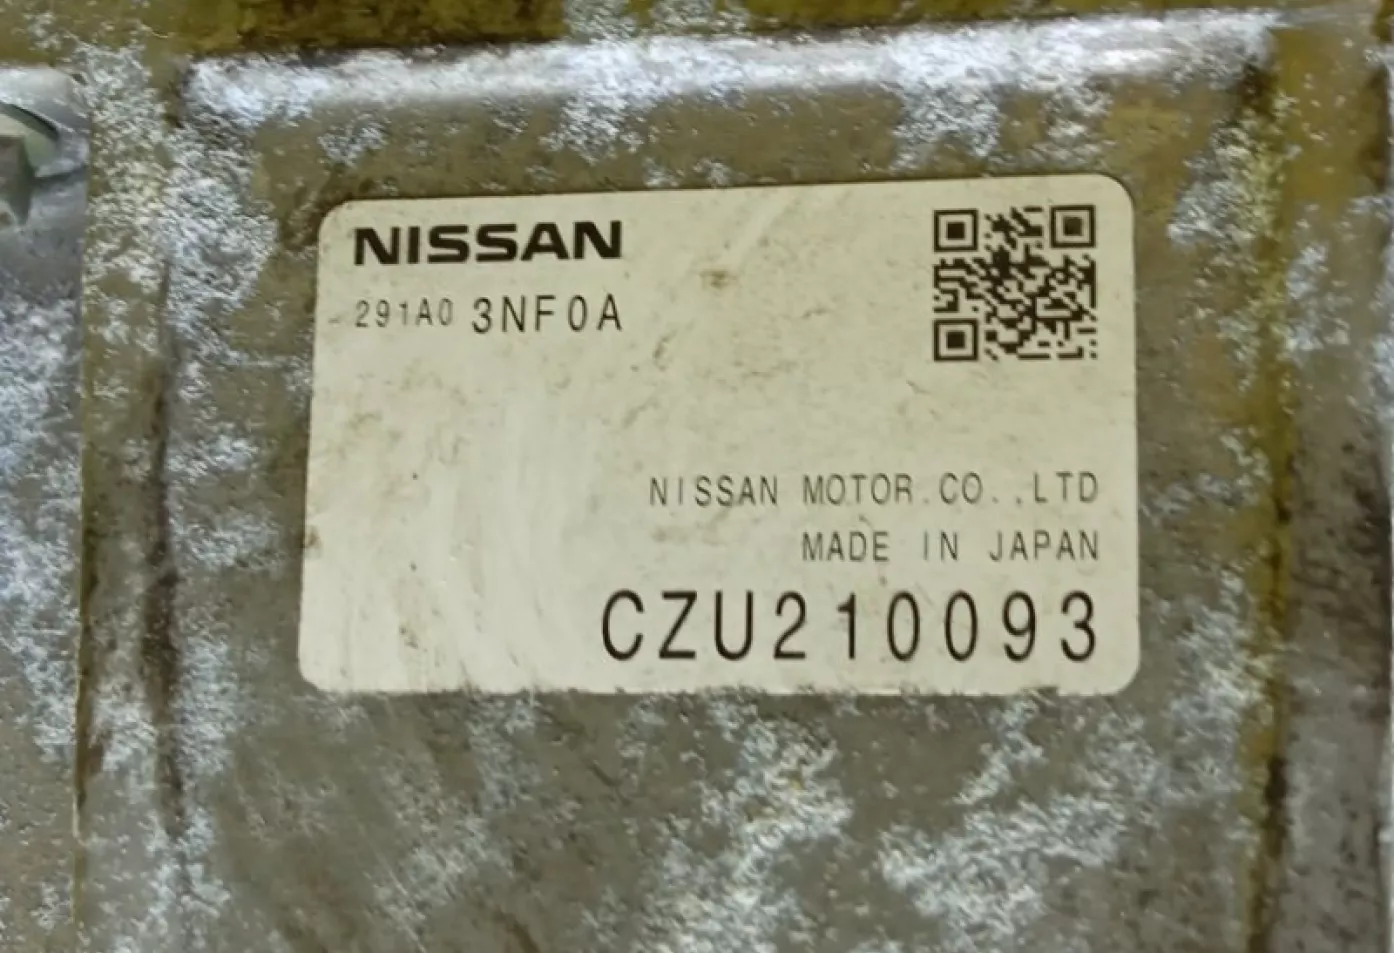 NISSAN
291A0 3NF0A
NISSAN MOTOR.CO.,LTD
MADE IN JAPAN
CZU210093